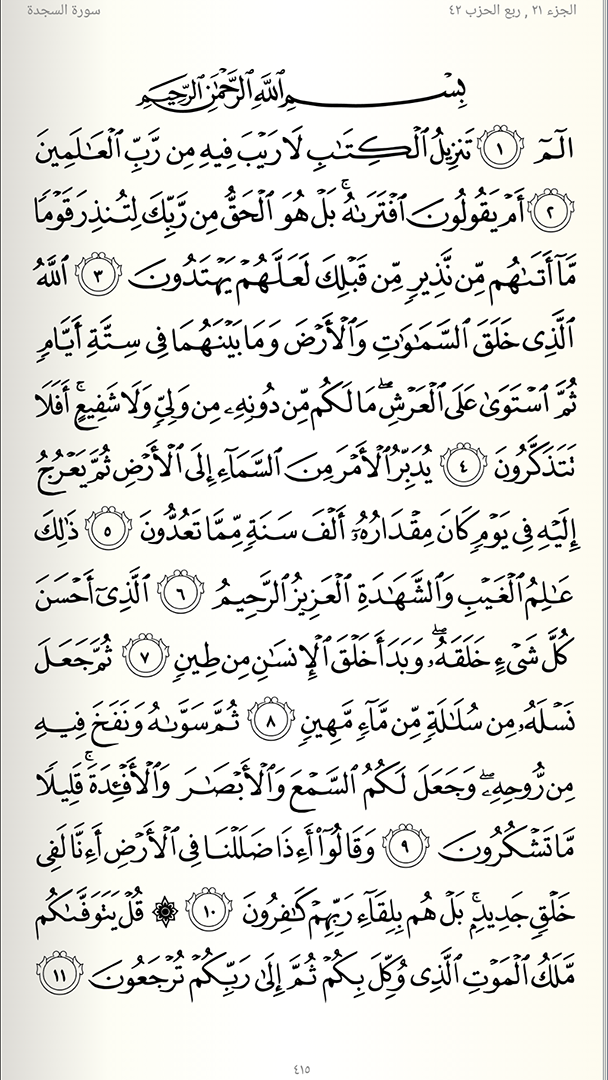 الجزء ٢١ , ربع الحزب ٤٢ سورة السجدة
بِسْمِ ٱللَّهِ ٱلرَّحْمَٰنِ ٱلرَّحِيمِ
الٓمٓ ١ تَنزِيلُ ٱلْكِتَٰبِ لَا رَيْبَ فِيهِ مِن رَّبِّ ٱلْعَٰلَمِينَ
٢ أَمْ يَقُولُونَ ٱفْتَرَىٰهُ ۚ بَلْ هُوَ ٱلْحَقُّ مِن رَّبِّكَ لِتُنذِرَ قَوْمًا
مَّآ أَتَىٰهُم مِّن نَّذِيرٍ مِّن قَبْلِكَ لَعَلَّهُمْ يَهْتَدُونَ ٣ ٱللَّهُ
ٱلَّذِى خَلَقَ ٱلسَّمَٰوَٰتِ وَٱلْأَرْضَ وَمَا بَيْنَهُمَا فِى سِتَّةِ أَيَّامٍ
ثُمَّ ٱسْتَوَىٰ عَلَى ٱلْعَرْشِ ۖ مَا لَكُم مِّن دُونِهِۦ مِن وَلِىٍّ وَلَا شَفِيعٍ ۚ أَفَلَا
تَتَذَكَّرُونَ ٤ يُدَبِّرُ ٱلْأَمْرَ مِنَ ٱلسَّمَآءِ إِلَى ٱلْأَرْضِ ثُمَّ يَعْرُجُ
إِلَيْهِ فِى يَوْمٍ كَانَ مِقْدَارُهُۥٓ أَلْفَ سَنَةٍ مِّمَّا تَعُدُّونَ ٥ ذَٰلِكَ
عَٰلِمُ ٱلْغَيْبِ وَٱلشَّهَٰدَةِ ٱلْعَزِيزُ ٱلرَّحِيمُ ٦ ٱلَّذِىٓ أَحْسَنَ
كُلَّ شَىْءٍ خَلَقَهُۥ ۖ وَبَدَأَ خَلْقَ ٱلْإِنسَٰنِ مِن طِينٍ ٧ ثُمَّ جَعَلَ
نَسْلَهُۥ مِن سُلَٰلَةٍ مِّن مَّآءٍ مَّهِينٍ ٨ ثُمَّ سَوَّىٰهُ وَنَفَخَ فِيهِ
مِن رُّوحِهِۦ ۖ وَجَعَلَ لَكُمُ ٱلسَّمْعَ وَٱلْأَبْصَٰرَ وَٱلْأَفْـِٔدَةَ ۚ قَلِيلًا
مَّا تَشْكُرُونَ ٩ وَقَالُوٓا۟ أَءِذَا ضَلَلْنَا فِى ٱلْأَرْضِ أَءِنَّا لَفِى
خَلْقٍ جَدِيدٍۭ ۚ بَلْ هُم بِلِقَآءِ رَبِّهِمْ كَٰفِرُونَ ١٠ ۞ قُلْ يَتَوَفَّىٰكُم
مَّلَكُ ٱلْمَوْتِ ٱلَّذِى وُكِّلَ بِكُمْ ثُمَّ إِلَىٰ رَبِّكُمْ تُرْجَعُونَ ١١
٤١٥